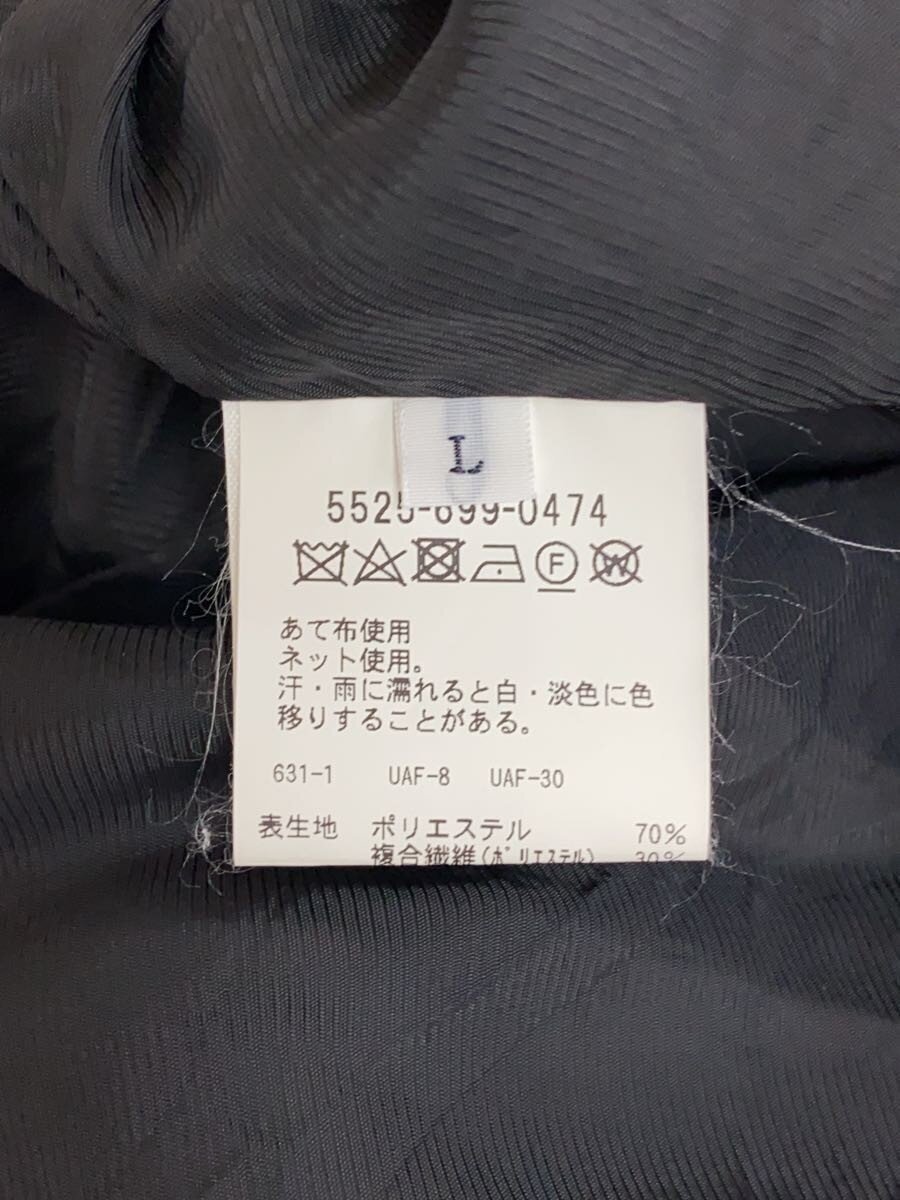 L
5525-699-0474
F
W
あて布使用
ネット使用。
汗・雨に濡れると白・淡色に色
移りすることがある。
631-1 UAF-8 UAF-30
表生地 ポリエステル 70%
複合繊維(ポリエステル) 30%